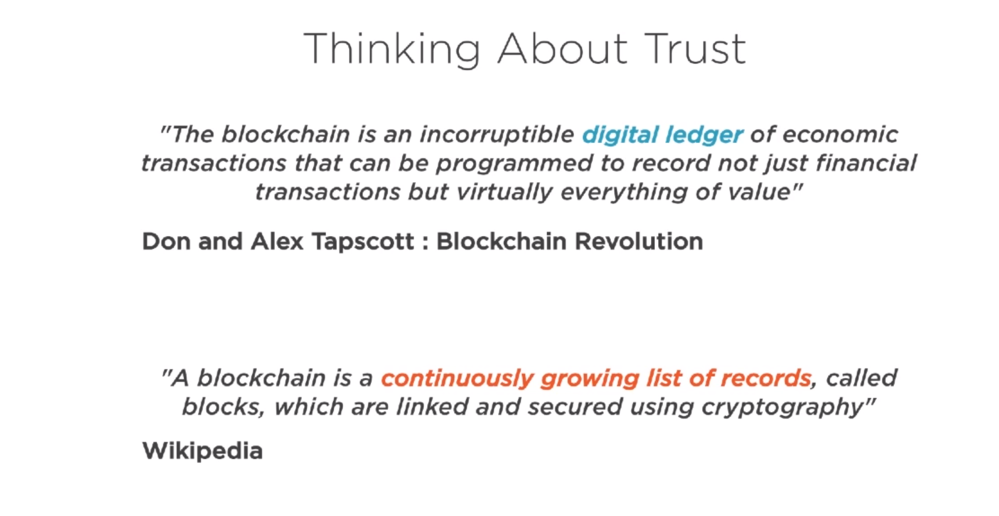 Thinking About Trust
"The blockchain is an incorruptible digital ledger of economic
transactions that can be programmed to record not just financial
transactions but virtually everything of value"
Don and Alex Tapscott : Blockchain Revolution
"A blockchain is a continuously growing list of records, called
blocks, which are linked and secured using cryptography"
Wikipedia